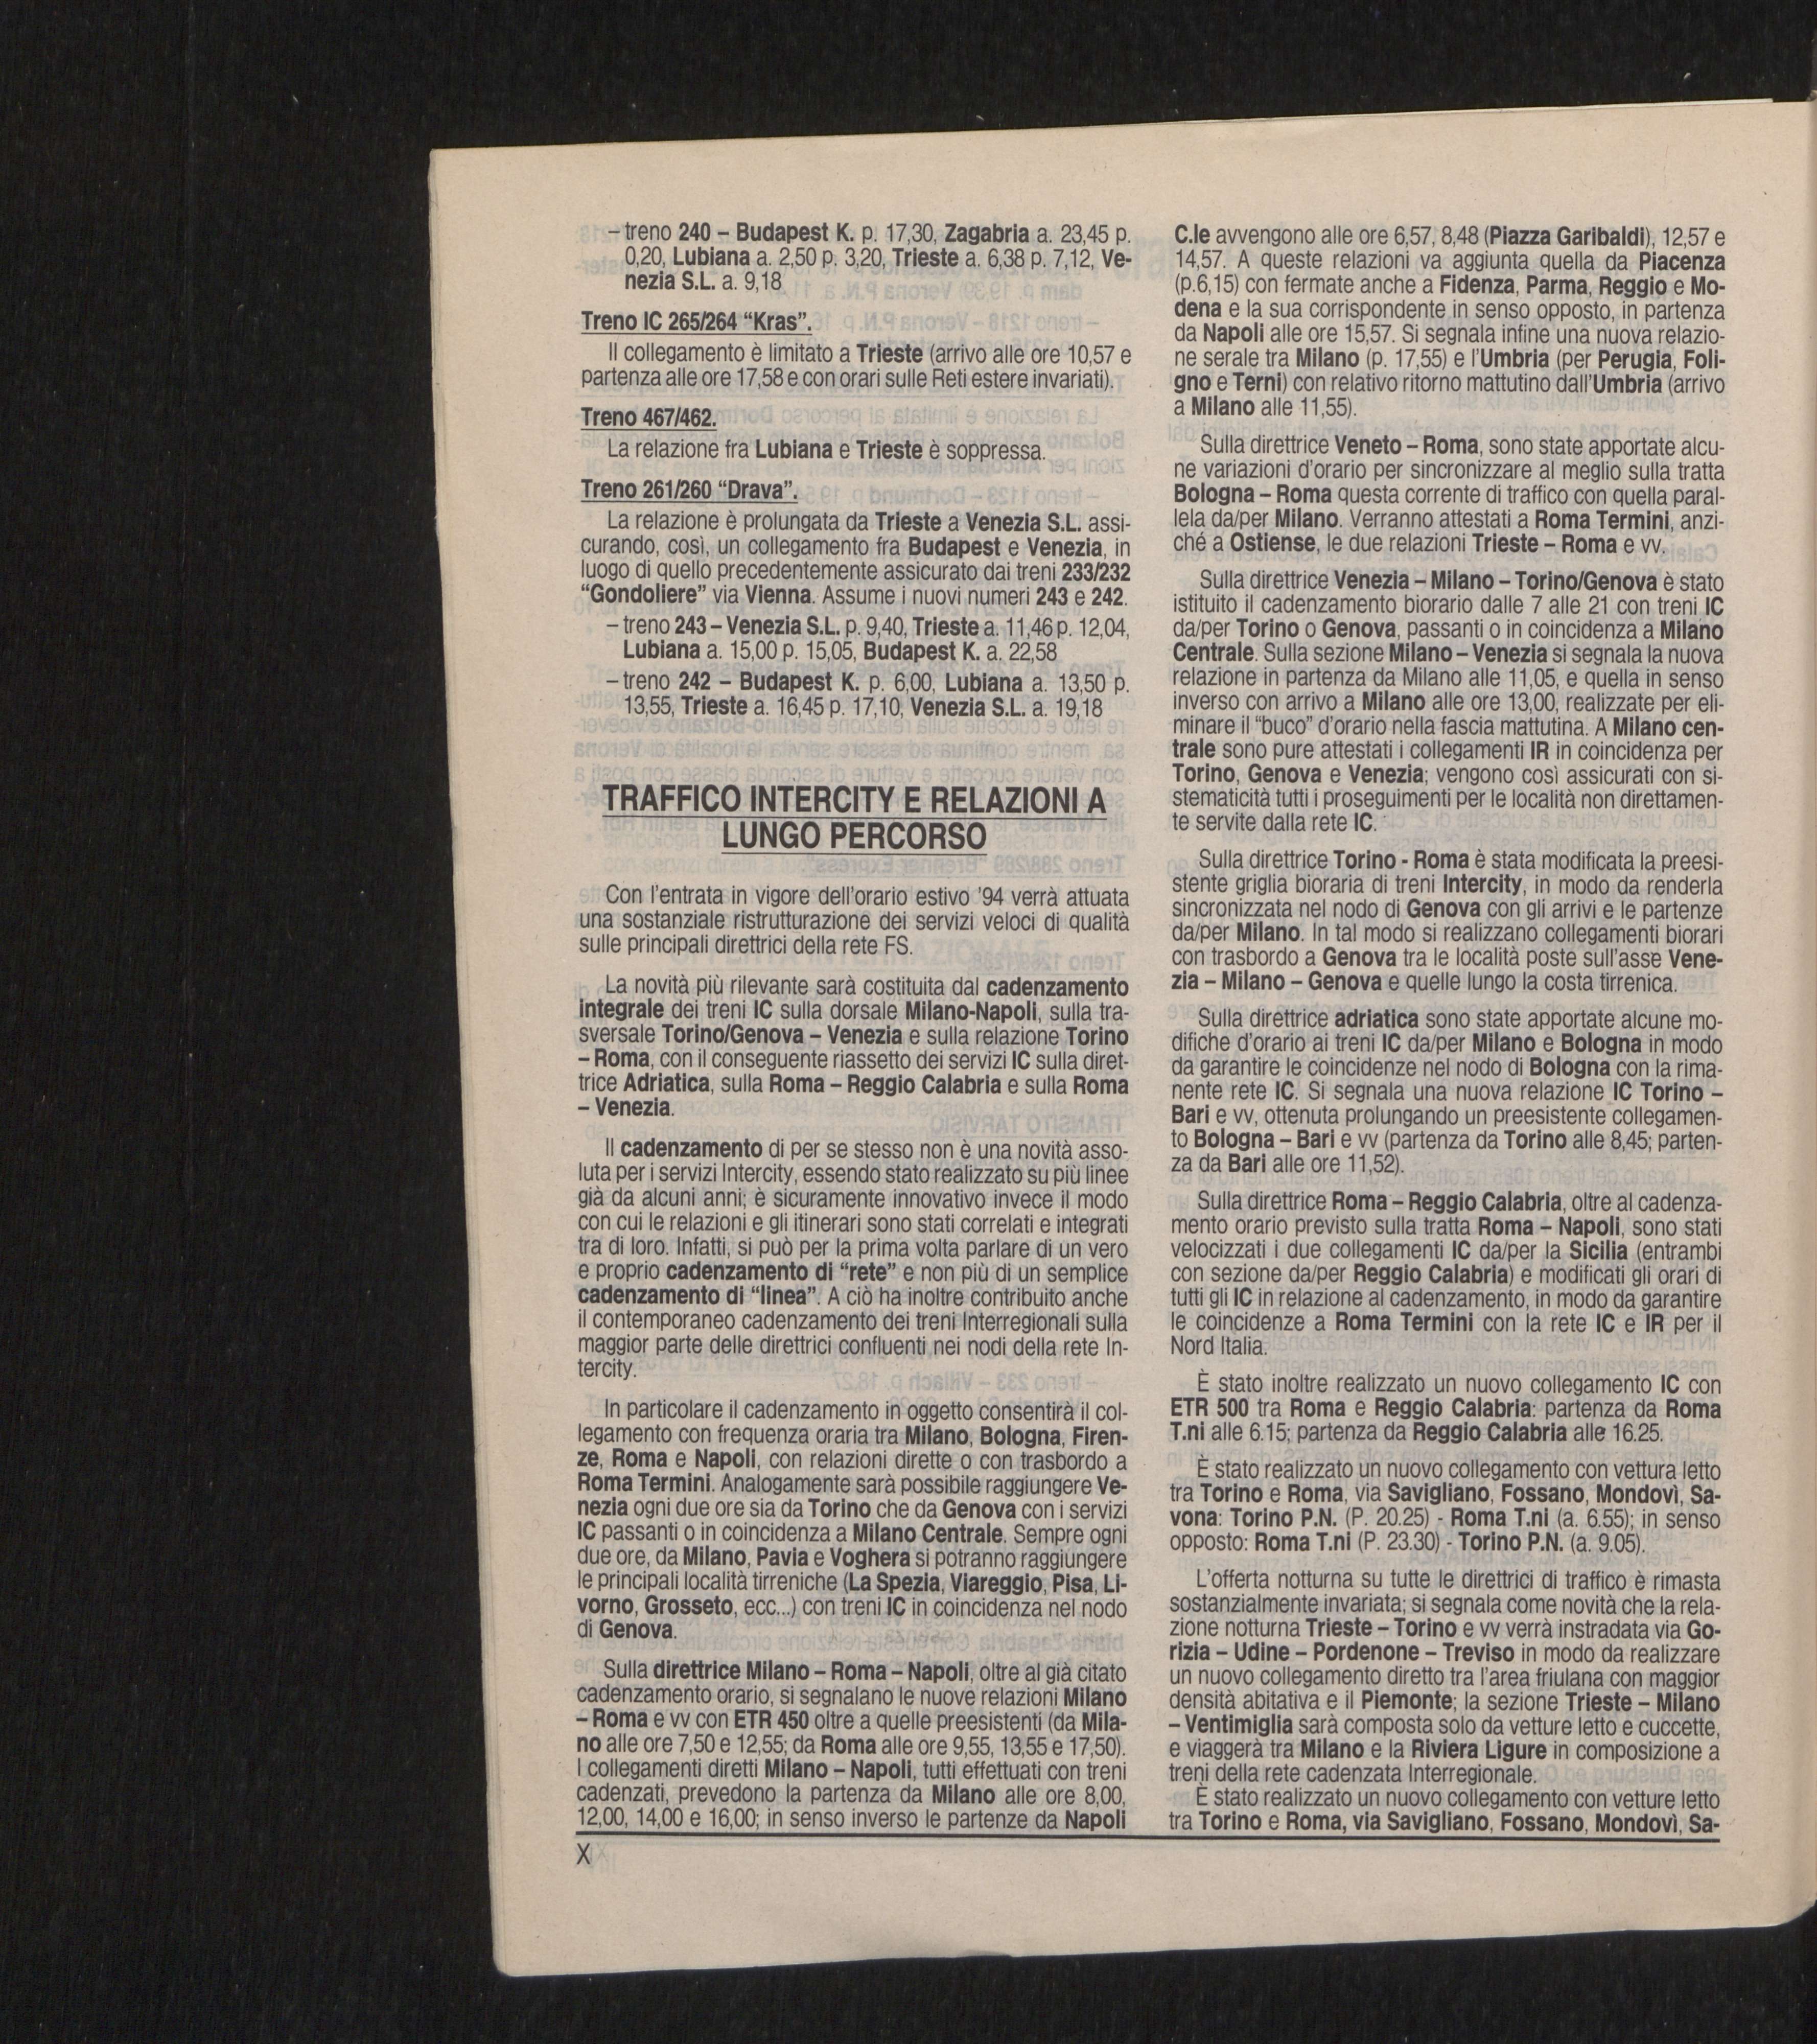 – treno 240 – Budapest K. p. 17,30, Zagabria a. 23,45 p.
0,20, Lubiana a. 2,50 p. 3,20, Trieste a. 6,38 p. 7,12, Ve-
nezia S.L. a. 9,18
Treno IC 265/264 “Kras”.
Il collegamento è limitato a Trieste (arrivo alle ore 10,57 e
partenza alle ore 17,58 e con orari sulle Reti estere invariati).
Treno 467/462.
La relazione fra Lubiana e Trieste è soppressa.
Treno 261/260 “Drava”.
La relazione è prolungata da Trieste a Venezia S.L. assi-
curando, così, un collegamento fra Budapest e Venezia, in
luogo di quello precedentemente assicurato dai treni 233/232
“Gondoliere” via Vienna. Assume i nuovi numeri 243 e 242.
– treno 243 – Venezia S.L. p. 9,40, Trieste a. 11,46 p. 12,04,
Lubiana a. 15,00 p. 15,05, Budapest K. a. 22,58
– treno 242 – Budapest K. p. 6,00, Lubiana a. 13,50 p.
13,55, Trieste a. 16,45 p. 17,10, Venezia S.L. a. 19,18
TRAFFICO INTERCITY E RELAZIONI A
LUNGO PERCORSO
Con l’entrata in vigore dell’orario estivo ’94 verrà attuata
una sostanziale ristrutturazione dei servizi veloci di qualità
sulle principali direttrici della rete FS.
La novità più rilevante sarà costituita dal cadenzamento
integrale dei treni IC sulla dorsale Milano-Napoli, sulla tra-
sversale Torino/Genova – Venezia e sulla relazione Torino
– Roma, con il conseguente riassetto dei servizi IC sulla diret-
trice Adriatica, sulla Roma – Reggio Calabria e sulla Roma
– Venezia.
Il cadenzamento di per se stesso non è una novità asso-
luta per i servizi Intercity, essendo stato realizzato su più linee
già da alcuni anni; è sicuramente innovativo invece il modo
con cui le relazioni e gli itinerari sono stati correlati e integrati
tra di loro. Infatti, si può per la prima volta parlare di un vero
e proprio cadenzamento di “rete” e non più di un semplice
cadenzamento di “linea”. A ciò ha inoltre contribuito anche
il contemporaneo cadenzamento dei treni Interregionali sulla
maggior parte delle direttrici confluenti nei nodi della rete In-
tercity.
In particolare il cadenzamento in oggetto consentirà il col-
legamento con frequenza oraria tra Milano, Bologna, Firen-
ze, Roma e Napoli, con relazioni dirette o con trasbordo a
Roma Termini. Analogamente sarà possibile raggiungere Ve-
nezia ogni due ore sia da Torino che da Genova con i servizi
IC passanti o in coincidenza a Milano Centrale. Sempre ogni
due ore, da Milano, Pavia e Voghera si potranno raggiungere
le principali località tirreniche (La Spezia, Viareggio, Pisa, Li-
vorno, Grosseto, ecc...) con treni IC in coincidenza nel nodo
di Genova.
Sulla direttrice Milano – Roma – Napoli, oltre al già citato
cadenzamento orario, si segnalano le nuove relazioni Milano
– Roma e vv con ETR 450 oltre a quelle preesistenti (da Mila-
no alle ore 7,50 e 12,55; da Roma alle ore 9,55, 13,55 e 17,50).
I collegamenti diretti Milano – Napoli, tutti effettuati con treni
cadenzati, prevedono la partenza da Milano alle ore 8,00,
12,00, 14,00 e 16,00; in senso inverso le partenze da Napoli
X
C.le avvengono alle ore 6,57, 8,48 (Piazza Garibaldi), 12,57 e
14,57. A queste relazioni va aggiunta quella da Piacenza
(p.6,15) con fermate anche a Fidenza, Parma, Reggio e Mo-
dena e la sua corrispondente in senso opposto, in partenza
da Napoli alle ore 15,57. Si segnala infine una nuova relazio-
ne serale tra Milano (p. 17,55) e l’Umbria (per Perugia, Foli-
gno e Terni) con relativo ritorno mattutino dall’Umbria (arrivo
a Milano alle 11,55).
Sulla direttrice Veneto – Roma, sono state apportate alcu-
ne variazioni d’orario per sincronizzare al meglio sulla tratta
Bologna – Roma questa corrente di traffico con quella paral-
lela da/per Milano. Verranno attestati a Roma Termini, anzi-
ché a Ostiense, le due relazioni Trieste – Roma e vv.
Sulla direttrice Venezia – Milano – Torino/Genova è stato
istituito il cadenzamento biorario dalle 7 alle 21 con treni IC
da/per Torino o Genova, passanti o in coincidenza a Milano
Centrale. Sulla sezione Milano – Venezia si segnala la nuova
relazione in partenza da Milano alle 11,05, e quella in senso
inverso con arrivo a Milano alle ore 13,00, realizzate per eli-
minare il “buco” d’orario nella fascia mattutina. A Milano cen-
trale sono pure attestati i collegamenti IR in coincidenza per
Torino, Genova e Venezia; vengono così assicurati con si-
stematicità tutti i proseguimenti per le località non direttamen-
te servite dalla rete IC.
Sulla direttrice Torino - Roma è stata modificata la preesi-
stente griglia bioraria di treni Intercity, in modo da renderla
sincronizzata nel nodo di Genova con gli arrivi e le partenze
da/per Milano. In tal modo si realizzano collegamenti biorari
con trasbordo a Genova tra le località poste sull’asse Vene-
zia – Milano – Genova e quelle lungo la costa tirrenica.
Sulla direttrice adriatica sono state apportate alcune mo-
difiche d’orario ai treni IC da/per Milano e Bologna in modo
da garantire le coincidenze nel nodo di Bologna con la rima-
nente rete IC. Si segnala una nuova relazione IC Torino –
Bari e vv, ottenuta prolungando un preesistente collegamen-
to Bologna – Bari e vv (partenza da Torino alle 8,45; parten-
za da Bari alle ore 11,52).
Sulla direttrice Roma – Reggio Calabria, oltre al cadenza-
mento orario previsto sulla tratta Roma – Napoli, sono stati
velocizzati i due collegamenti IC da/per la Sicilia (entrambi
con sezione da/per Reggio Calabria) e modificati gli orari di
tutti gli IC in relazione al cadenzamento, in modo da garantire
le coincidenze a Roma Termini con la rete IC e IR per il
Nord Italia.
È stato inoltre realizzato un nuovo collegamento IC con
ETR 500 tra Roma e Reggio Calabria: partenza da Roma
T.ni alle 6.15; partenza da Reggio Calabria alle 16.25.
È stato realizzato un nuovo collegamento con vettura letto
tra Torino e Roma, via Savigliano, Fossano, Mondovì, Sa-
vona: Torino P.N. (P. 20.25) - Roma T.ni (a. 6.55); in senso
opposto: Roma T.ni (P. 23.30) - Torino P.N. (a. 9.05).
L’offerta notturna su tutte le direttrici di traffico è rimasta
sostanzialmente invariata; si segnala come novità che la rela-
zione notturna Trieste – Torino e vv verrà instradata via Go-
rizia – Udine – Pordenone – Treviso in modo da realizzare
un nuovo collegamento diretto tra l’area friulana con maggior
densità abitativa e il Piemonte; la sezione Trieste – Milano
– Ventimiglia sarà composta solo da vetture letto e cuccette,
e viaggerà tra Milano e la Riviera Ligure in composizione a
treni della rete cadenzata Interregionale.
È stato realizzato un nuovo collegamento con vetture letto
tra Torino e Roma, via Savigliano, Fossano, Mondovì, Sa-